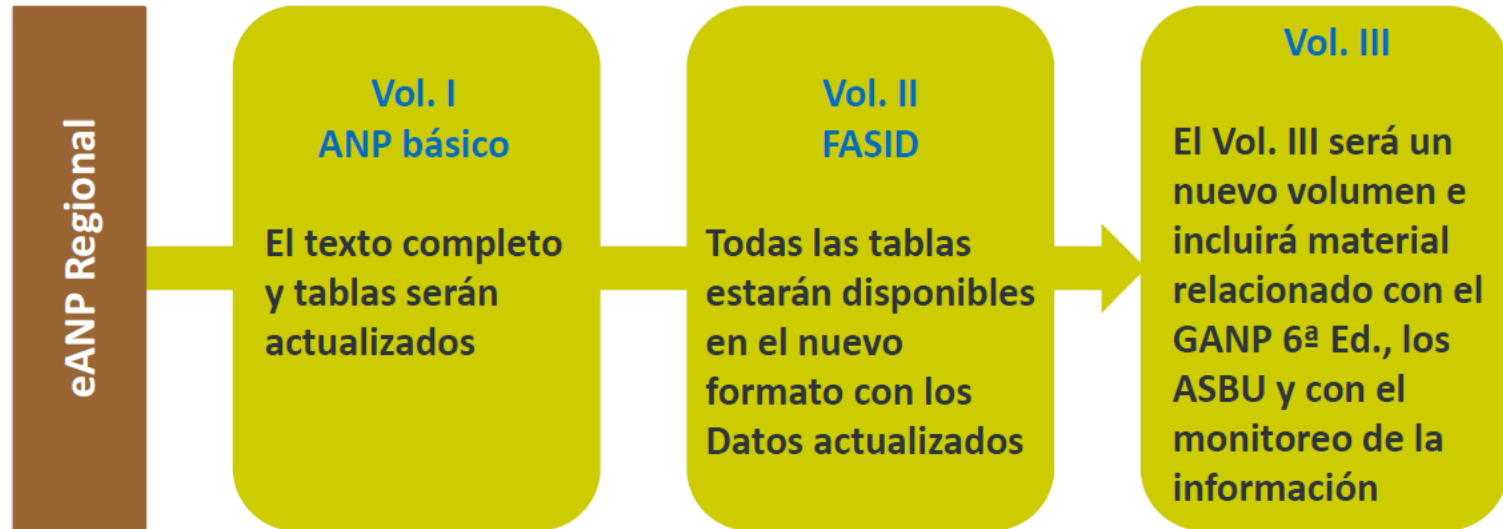 eANP Regional
Vol. I
ANP básico
El texto completo
y tablas serán
actualizados
Vol. II
FASID
Todas las tablas
estarán disponibles
en el nuevo
formato con los
Datos actualizados
Vol. III
El Vol. III será un
nuevo volumen e
incluirá material
relacionado con el
GANP 6ª Ed., los
ASBU y con el
monitoreo de la
información